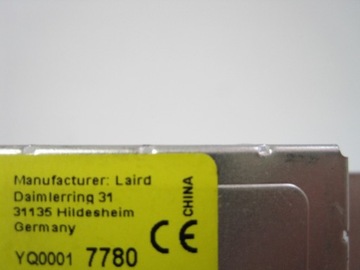 Manufacturer: Laird
Daimlerring 31
31135 Hildesheim
Germany
CE CHINA
YQ0001 7780